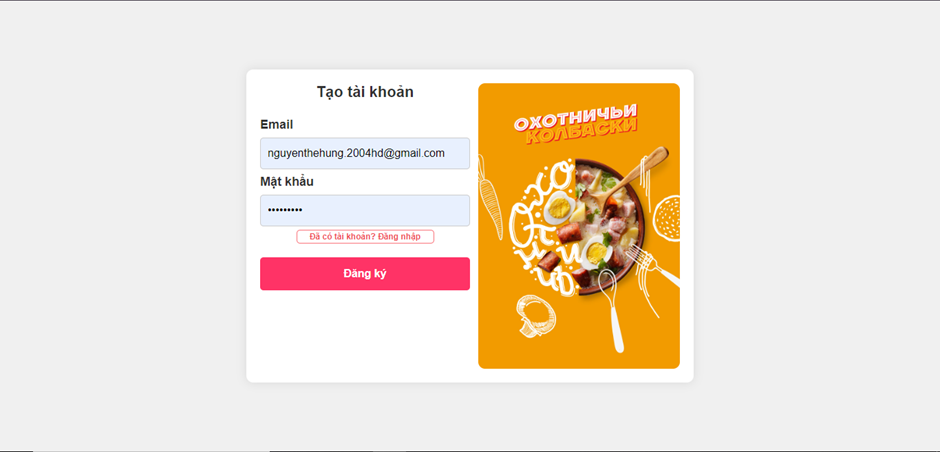 Tạo tài khoản
Email
nguyenthehung.2004hd@gmail.com
Mật khẩu
•••••••••
Đã có tài khoản? Đăng nhập
Đăng ký
ОХОТНИЧЬИ
КОЛБАСКИ